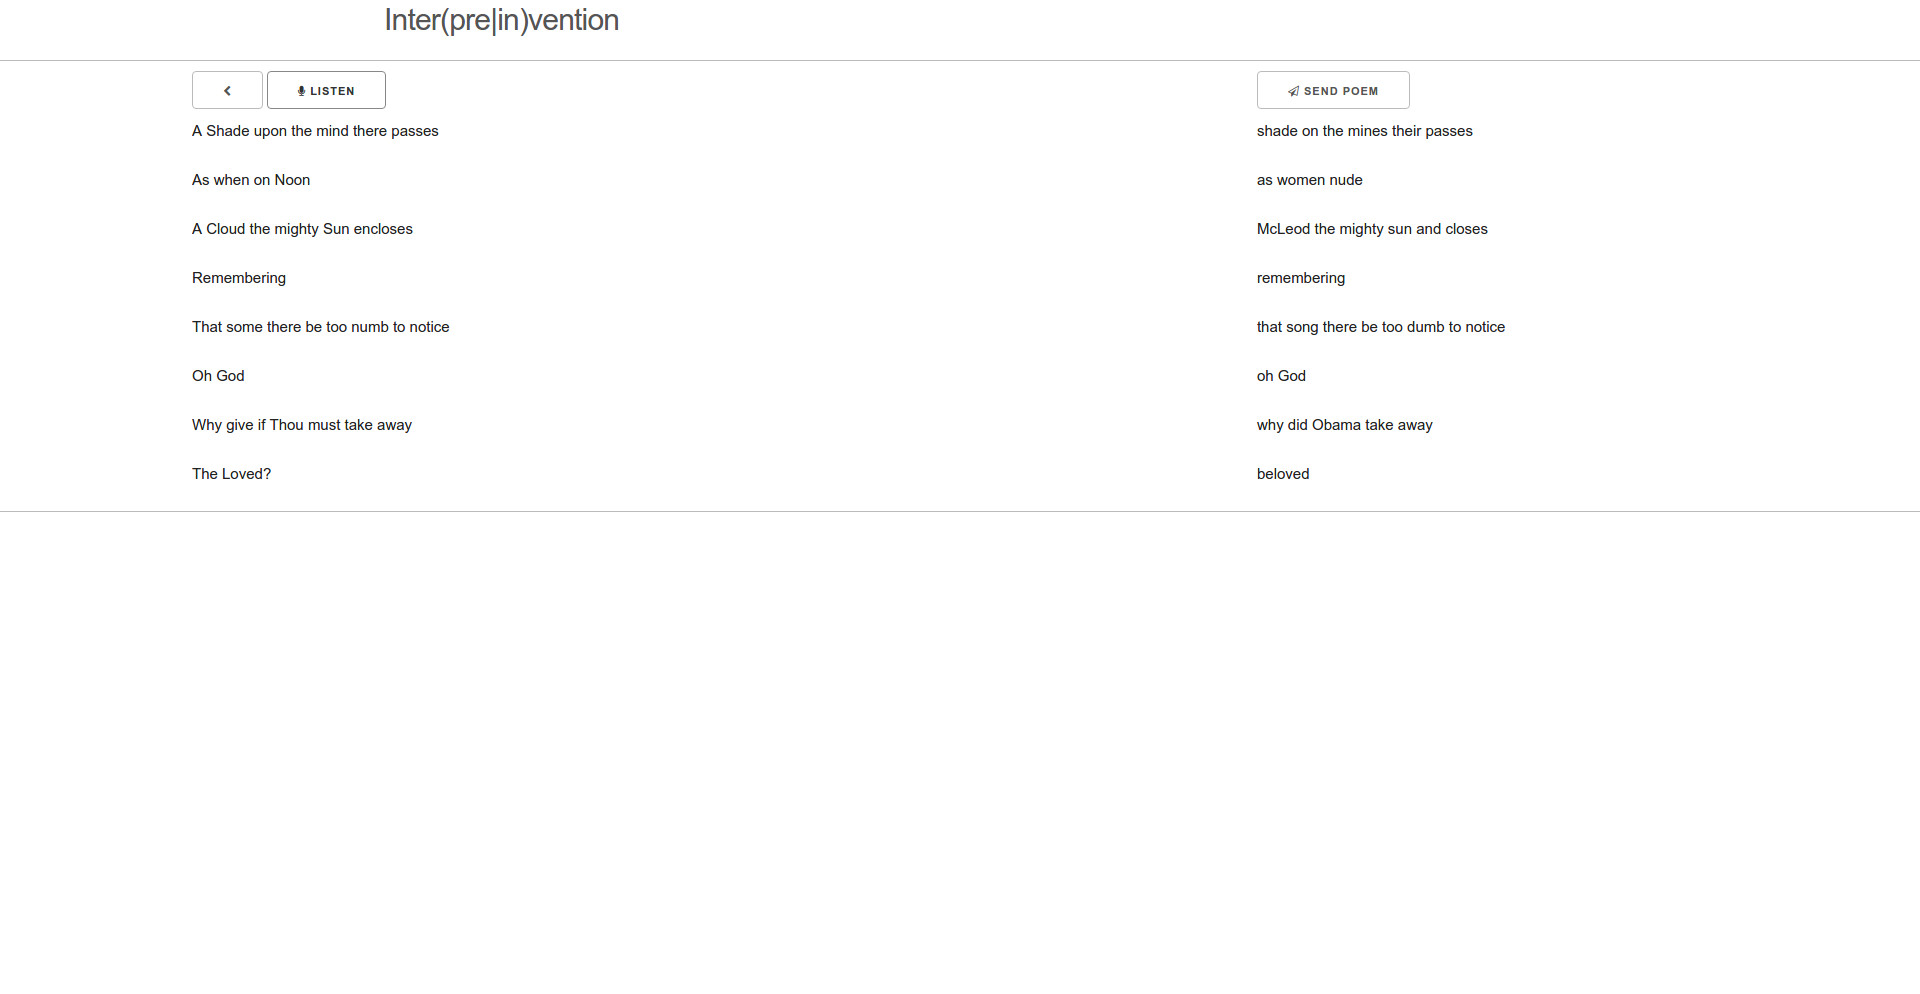 Inter(pre|in)vention
LISTEN
SEND POEM
A Shade upon the mind there passes
As when on Noon
A Cloud the mighty Sun encloses
Remembering
That some there be too numb to notice
Oh God
Why give if Thou must take away
The Loved?
shade on the mines their passes
as women nude
McLeod the mighty sun and closes
remembering
that song there be too dumb to notice
oh God
why did Obama take away
beloved